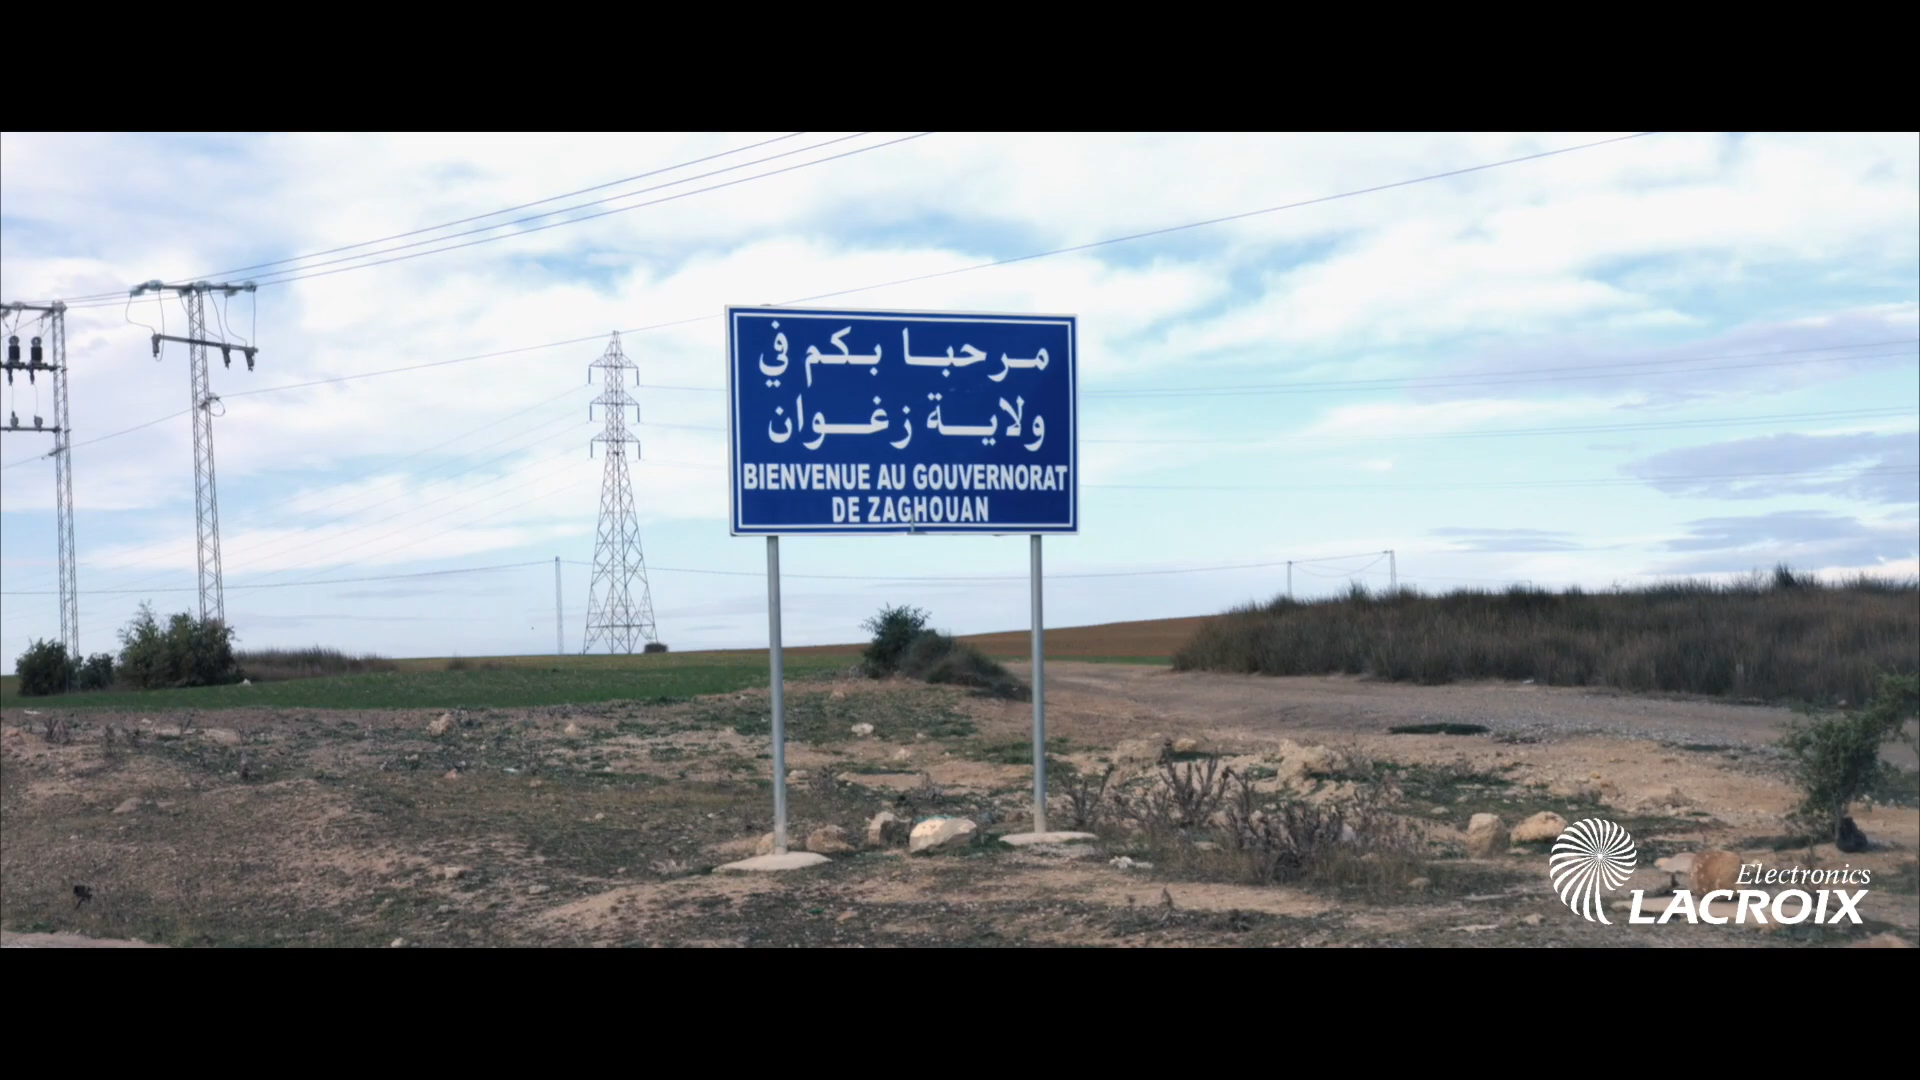 مرحبا بكم في
ولاية زغوان
BIENVENUE AU GOUVERNORAT
DE ZAGHOUAN
Electronics
LACROIX